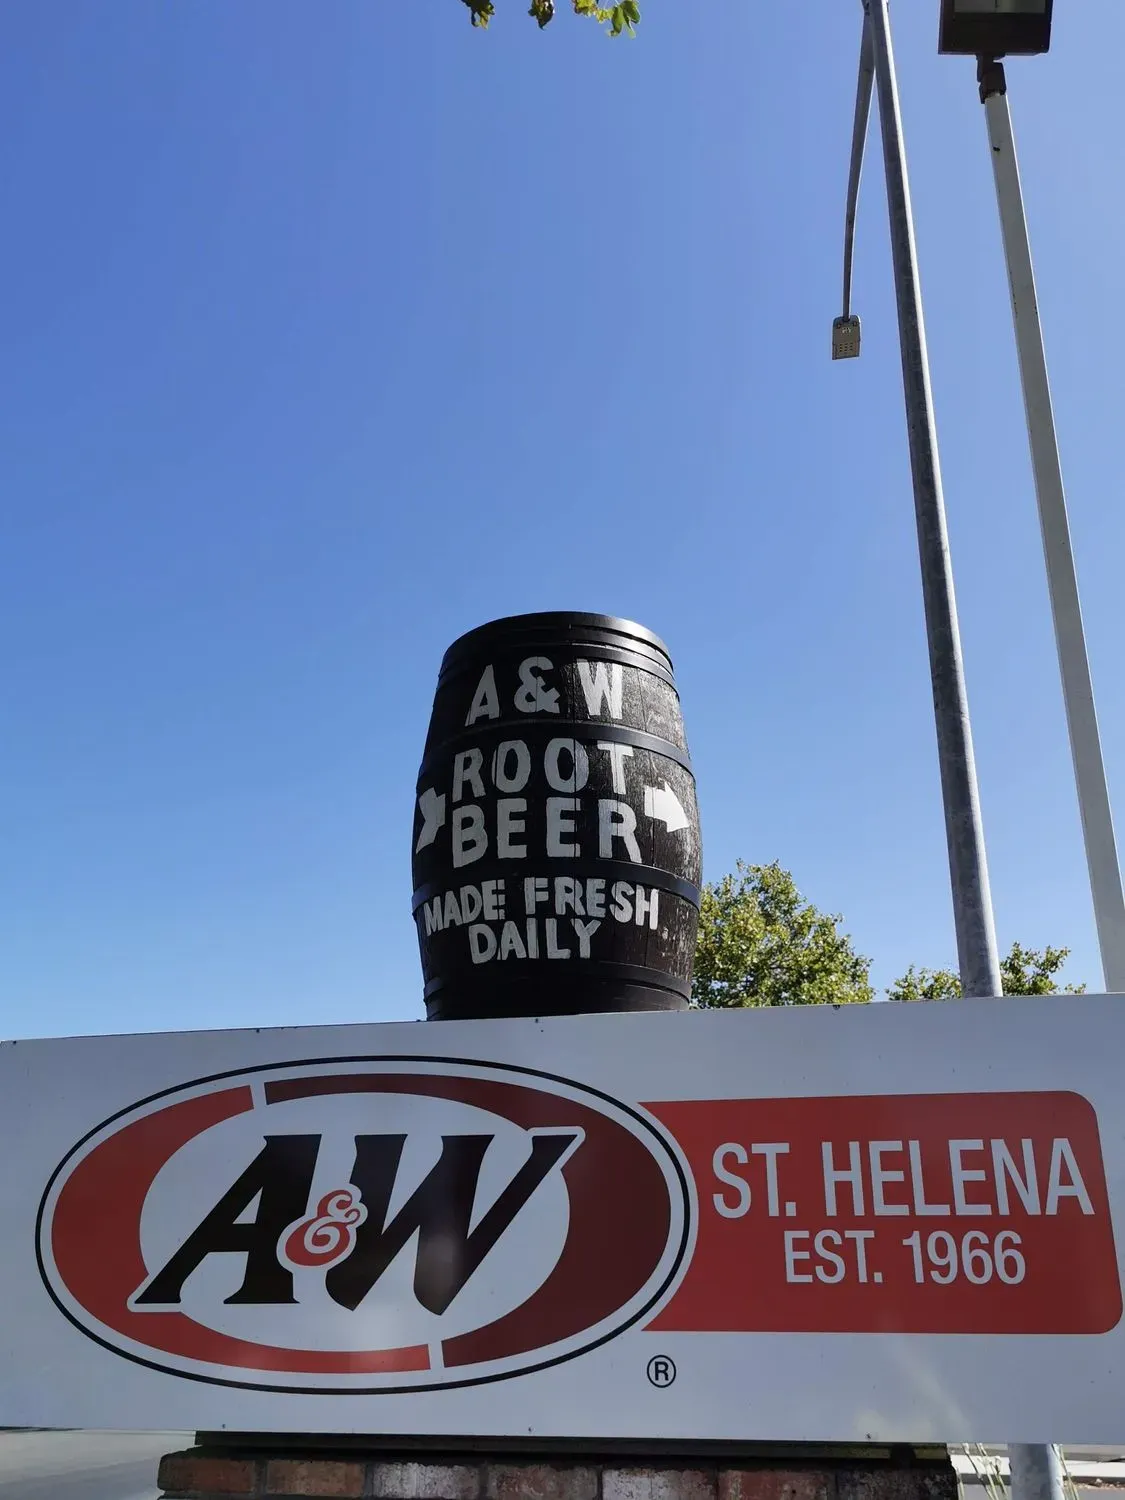 A & W
ROOT
BEER
MADE FRESH
DAILY
A&W
ST. HELENA
EST. 1966
®